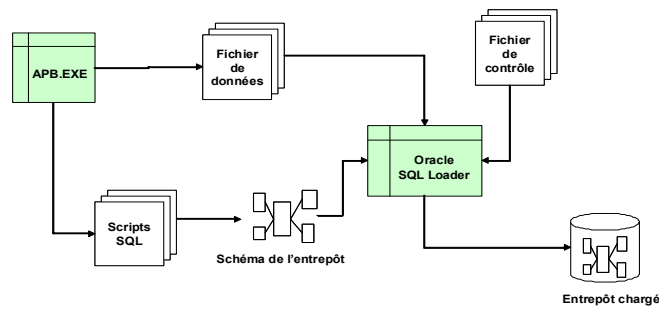 APB.EXE
Fichier
de
données
Fichier
de
contrôle
Oracle
SQL Loader
Scripts
SQL
Schéma de l'entrepôt
Entrepôt chargé